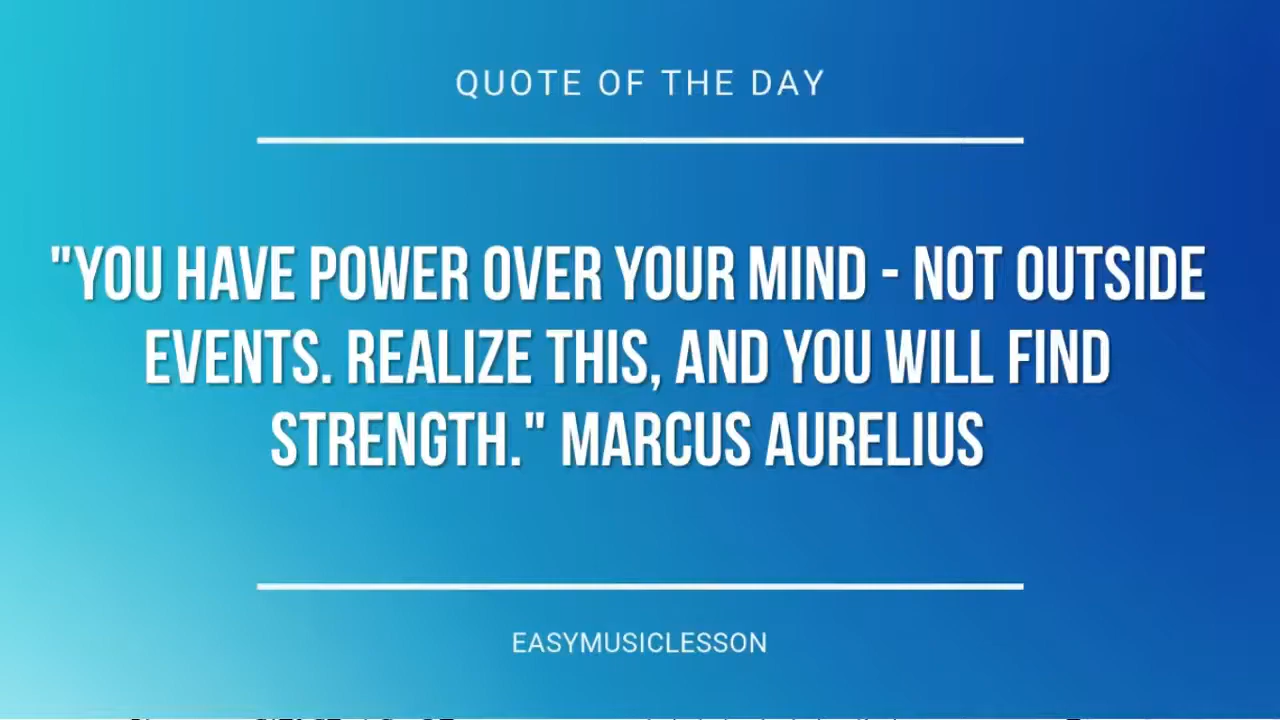 QUOTE OF THE DAY
"YOU HAVE POWER OVER YOUR MIND - NOT OUTSIDE
EVENTS. REALIZE THIS, AND YOU WILL FIND
STRENGTH." MARCUS AURELIUS
EASYMUSICLESSON